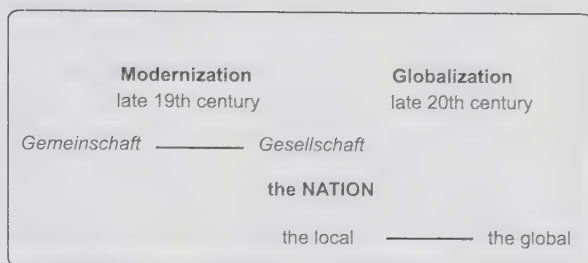 Modernization Globalization
late 19th century late 20th century
Gemeinschaft Gesellschaft
the NATION
the local the global